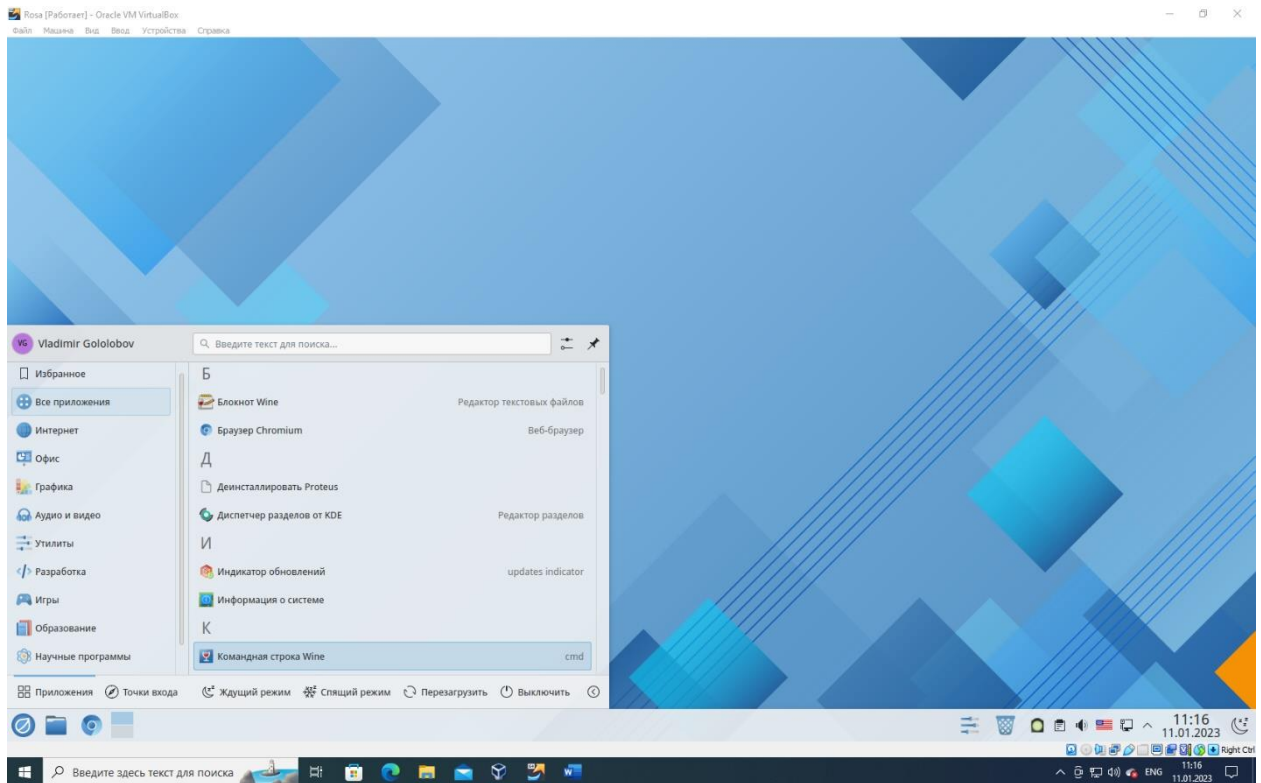 Rosa [Работает] - Oracle VM VirtualBox
Файл Машина Вид Ввод Устройства Справка
VG Vladimir Gololobov
Введите текст для поиска...
Избранное
Все приложения
Интернет
Офис
Графика
Аудио и видео
Утилиты
Разработка
Игры
Образование
Научные программы
Б
Блокнот Wine Редактор текстовых файлов
Браузер Chromium Веб-браузер
Д
Деинсталлировать Proteus
Диспетчер разделов от KDE Редактор разделов
И
Индикатор обновлений updates indicator
Информация о системе
К
Командная строка Wine cmd
Приложения Точки входа Ждущий режим Спящий режим Перезагрузить Выключить
11:16
11.01.2023
Right Ctrl
Введите здесь текст для поиска
ENG
11:16
11.01.2023